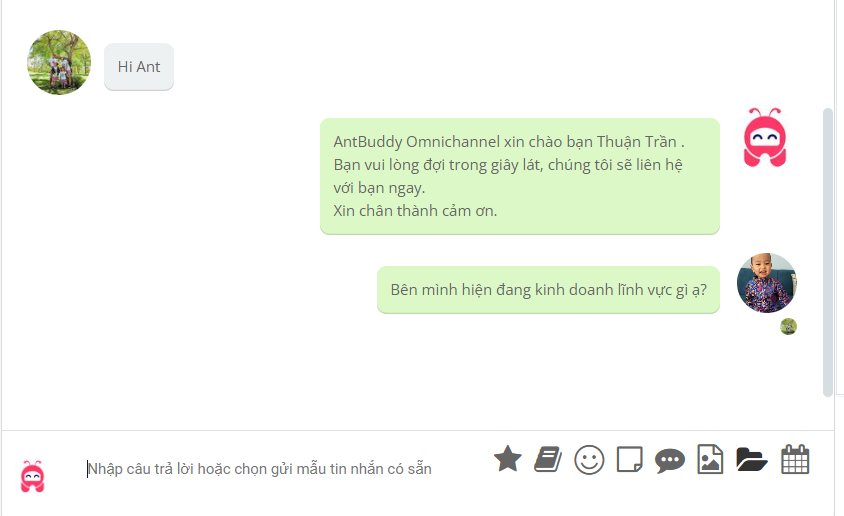 Hi Ant
AntBuddy Omnichannel xin chào bạn Thuận Trần .
Bạn vui lòng đợi trong giây lát, chúng tôi sẽ liên hệ
với bạn ngay.
Xin chân thành cảm ơn.
Bên mình hiện đang kinh doanh lĩnh vực gì ạ?
Nhập câu trả lời hoặc chọn gửi mẫu tin nhắn có sẵn